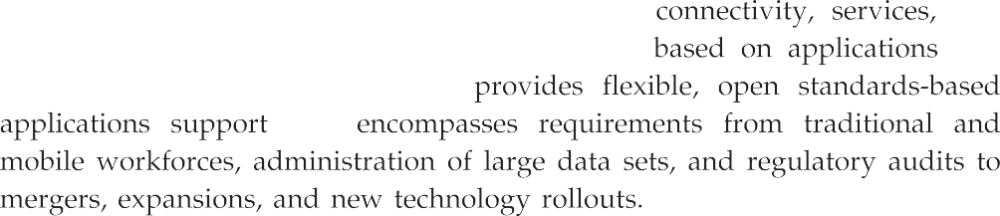 connectivity, services,
based on applications
provides flexible, open standards-based
applications support encompasses requirements from traditional and
mobile workforces, administration of large data sets, and regulatory audits to
mergers, expansions, and new technology rollouts.